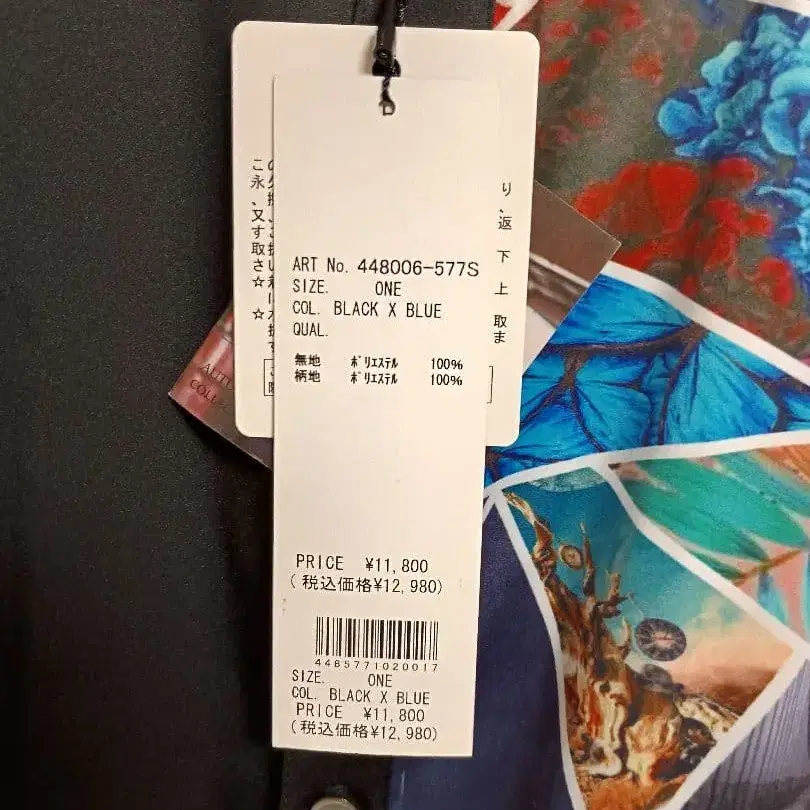 ART No. 448006-577S
SIZE. ONE
COL. BLACK X BLUE
QUAL.
無地 ポリエステル 100%
柄地 ポリエステル 100%
PRICE ¥11,800
(税込価格¥12,980)
4485771020017
SIZE. ONE
COL. BLACK X BLUE
PRICE ¥11,800
(税込価格¥12,980)